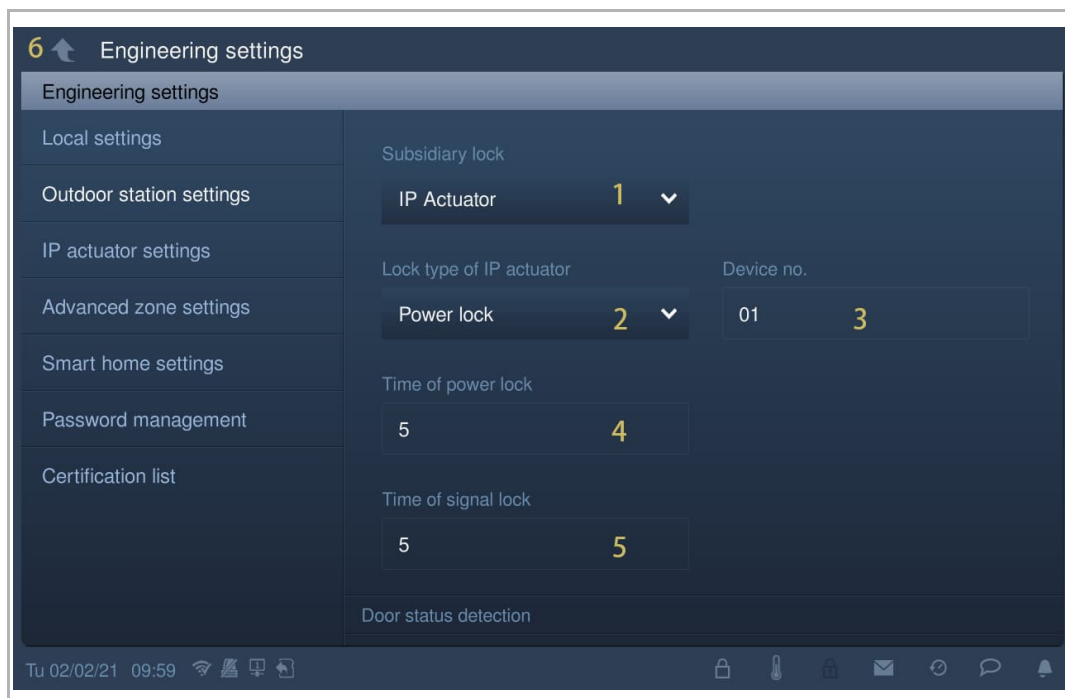 6 Engineering settings
Engineering settings
Local settings
Outdoor station settings
IP actuator settings
Advanced zone settings
Smart home settings
Password management
Certification list
Subsidiary lock
IP Actuator 1
Lock type of IP actuator Device no.
Power lock 2 01 3
Time of power lock
5 4
Time of signal lock
5 5
Door status detection
Tu 02/02/21 09:59